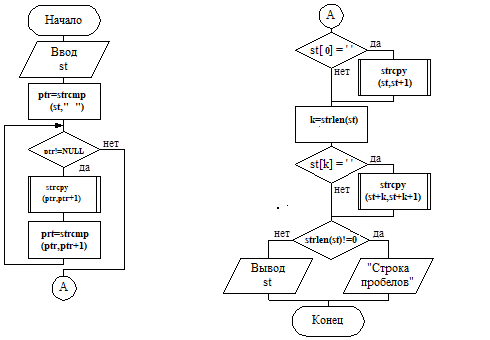 Начало
Ввод
st
ptr=strcmp
(st," ")
ptr!=NULL
нет
да
strcpy
(ptr,ptr+1)
prt=strcmp
(ptr,ptr+1)
A
A
st[ 0] = ' '
да
нет
strcpy
(st,st+1)
k=strlen(st)
st[k] = ' '
да
нет
strcpy
(st+k,st+k+1)
strlen(st)!=0
нет
да
Вывод
st
"Строка
пробелов"
Конец